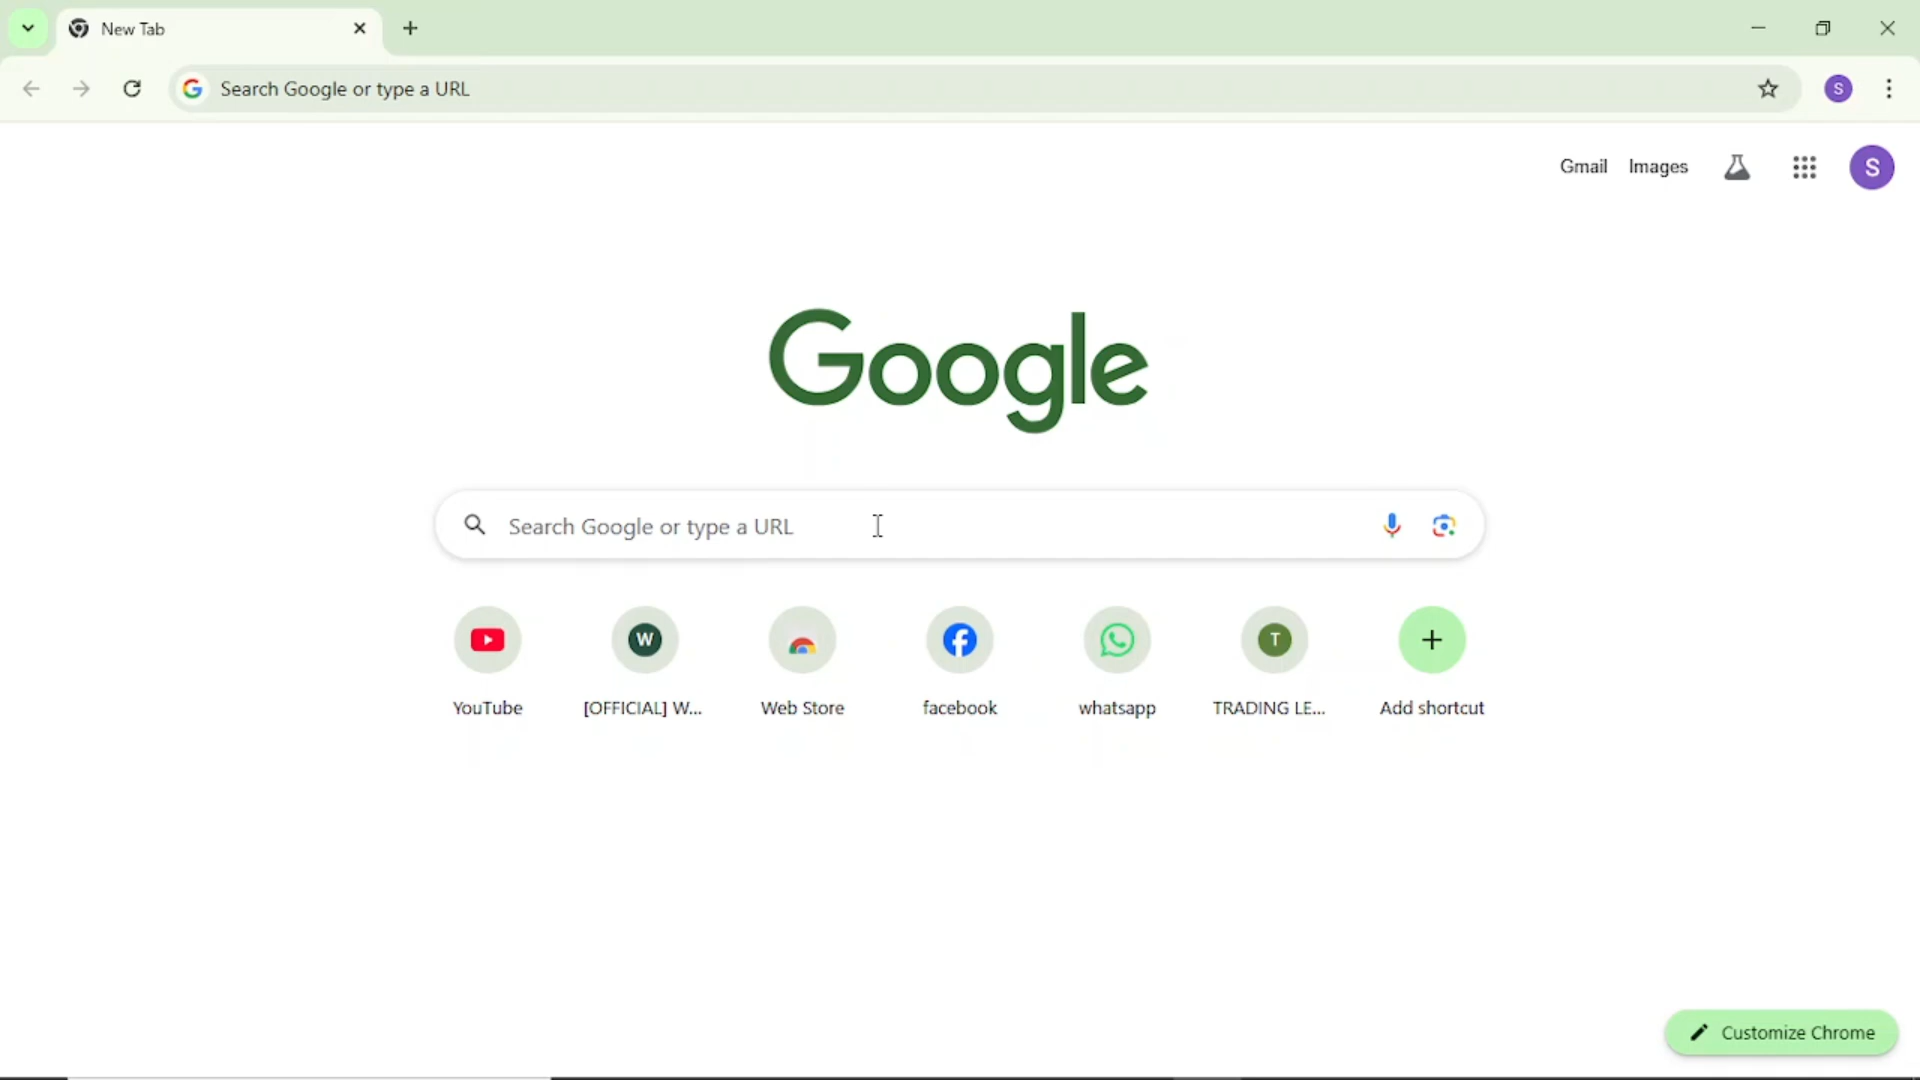 New Tab
Search Google or type a URL
S
Gmail Images
S
Google
Search Google or type a URL
W T
YouTube [OFFICIAL] W... Web Store facebook whatsapp TRADING LE... Add shortcut
Customize Chrome